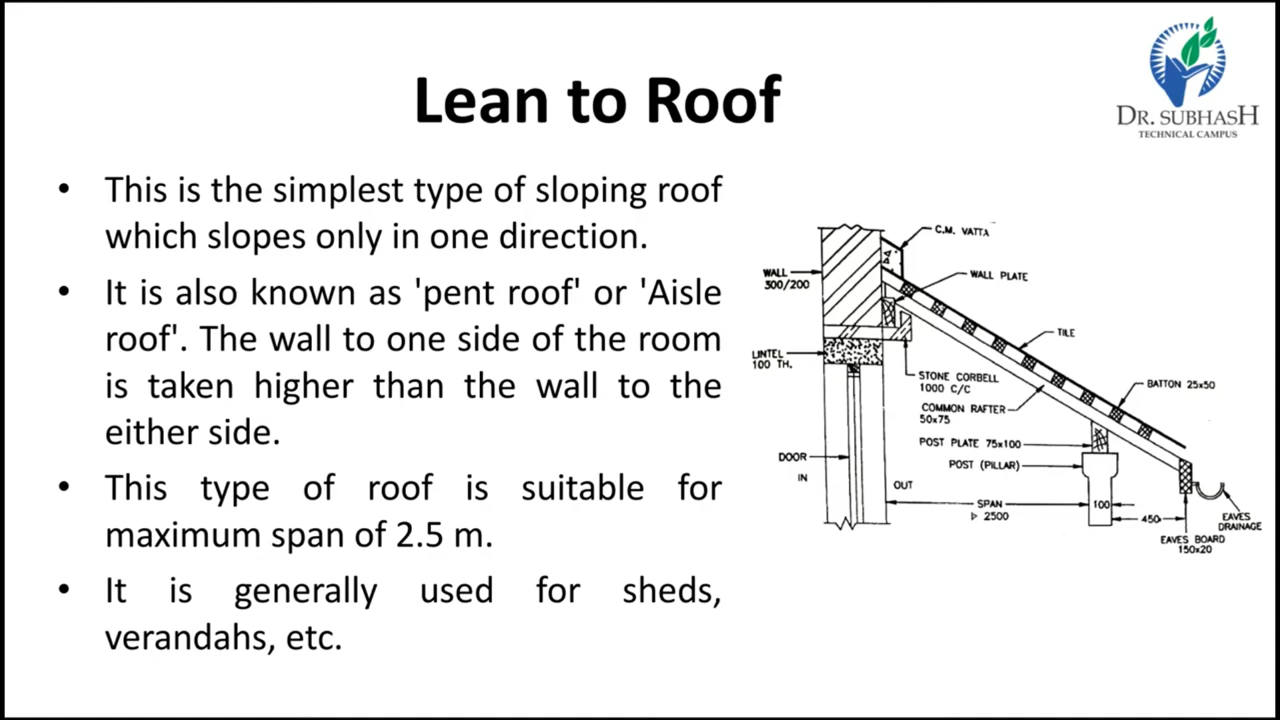 DR. SUBHASH
TECHNICAL CAMPUS
Lean to Roof
• This is the simplest type of sloping roof
which slopes only in one direction.
• It is also known as 'pent roof' or 'Aisle
roof'. The wall to one side of the room
is taken higher than the wall to the
either side.
• This type of roof is suitable for
maximum span of 2.5 m.
• It is generally used for sheds,
verandahs, etc.
C.M. VATTA
WALL
300/200
WALL PLATE
TILE
LINTEL
100 TH.
STONE CORBELL
1000 C/C
BATTON 25x50
COMMON RAFTER
50x75
POST PLATE 75x100
DOOR
POST (PILLAR)
IN
OUT
SPAN
⊳ 2500
100
450
EAVES
DRAINAGE
EAVES BOARD
150x20